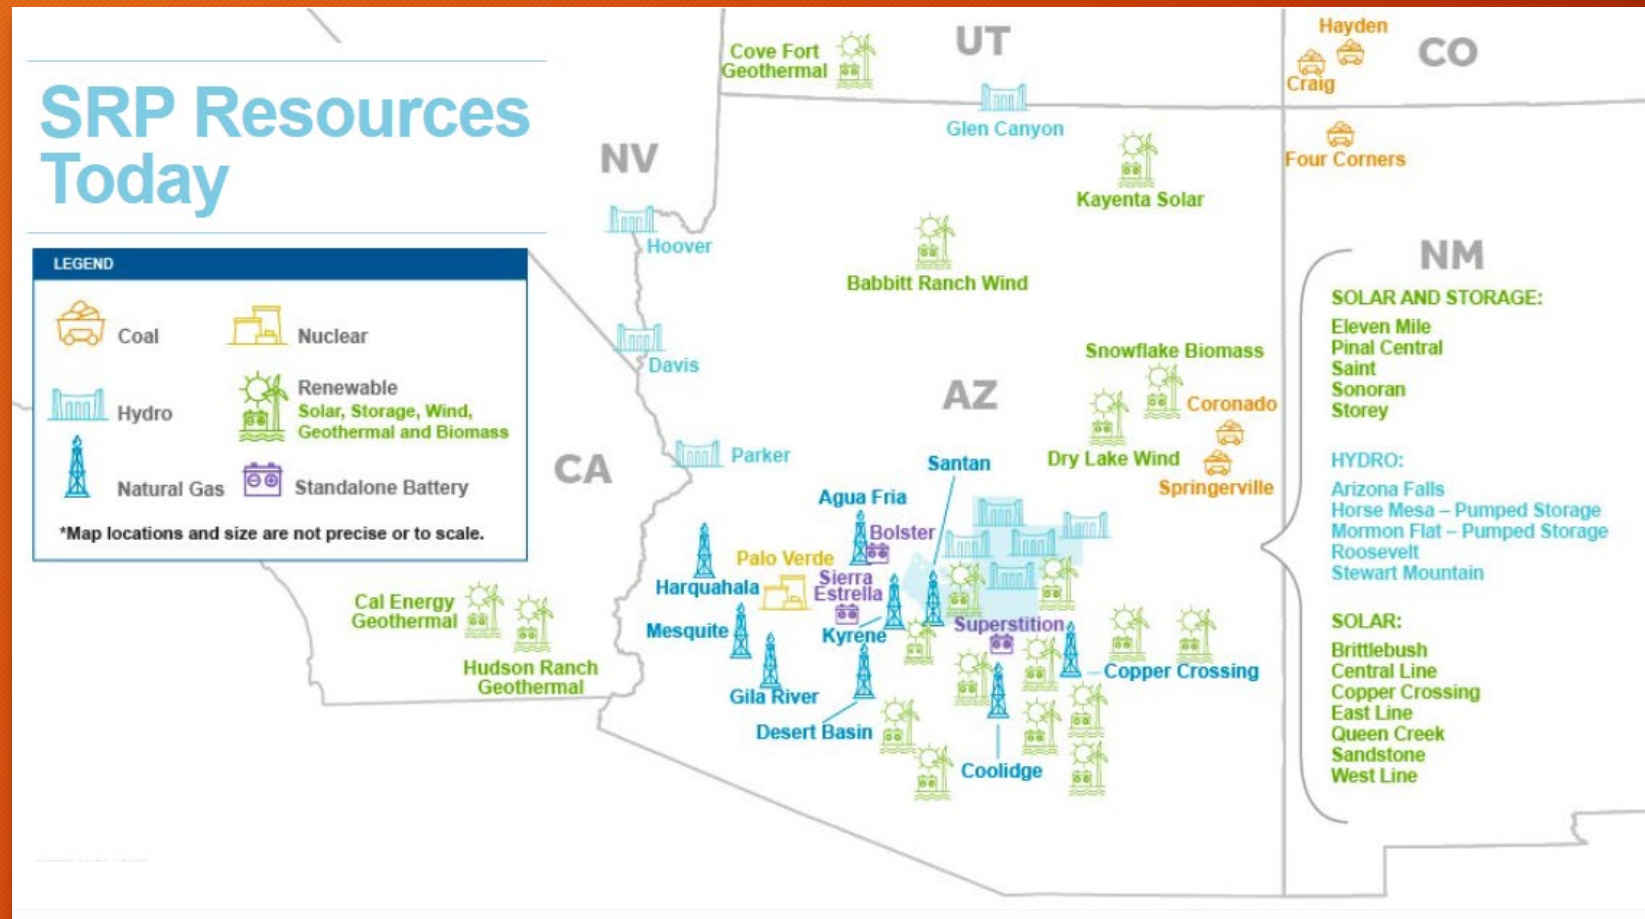 SRP Resources
Today
LEGEND
Coal
Nuclear
Hydro
Renewable
Solar, Storage, Wind,
Geothermal and Biomass
Natural Gas
Standalone Battery
*Map locations and size are not precise or to scale.
UT
CO
NV
NM
AZ
CA
Cove Fort
Geothermal
Hayden
Craig
Glen Canyon
Four Corners
Kayenta Solar
Hoover
Babbitt Ranch Wind
Davis
Snowflake Biomass
Coronado
Parker
Dry Lake Wind
Springerville
Santan
Agua Fria
Bolster
Palo Verde
Harquahala
Sierra
Estrella
Mesquite
Kyrene
Superstition
Cal Energy
Geothermal
Hudson Ranch
Geothermal
Gila River
Copper Crossing
Desert Basin
Coolidge
SOLAR AND STORAGE:
Eleven Mile
Pinal Central
Saint
Sonoran
Storey
HYDRO:
Arizona Falls
Horse Mesa – Pumped Storage
Mormon Flat – Pumped Storage
Roosevelt
Stewart Mountain
SOLAR:
Brittlebush
Central Line
Copper Crossing
East Line
Queen Creek
Sandstone
West Line